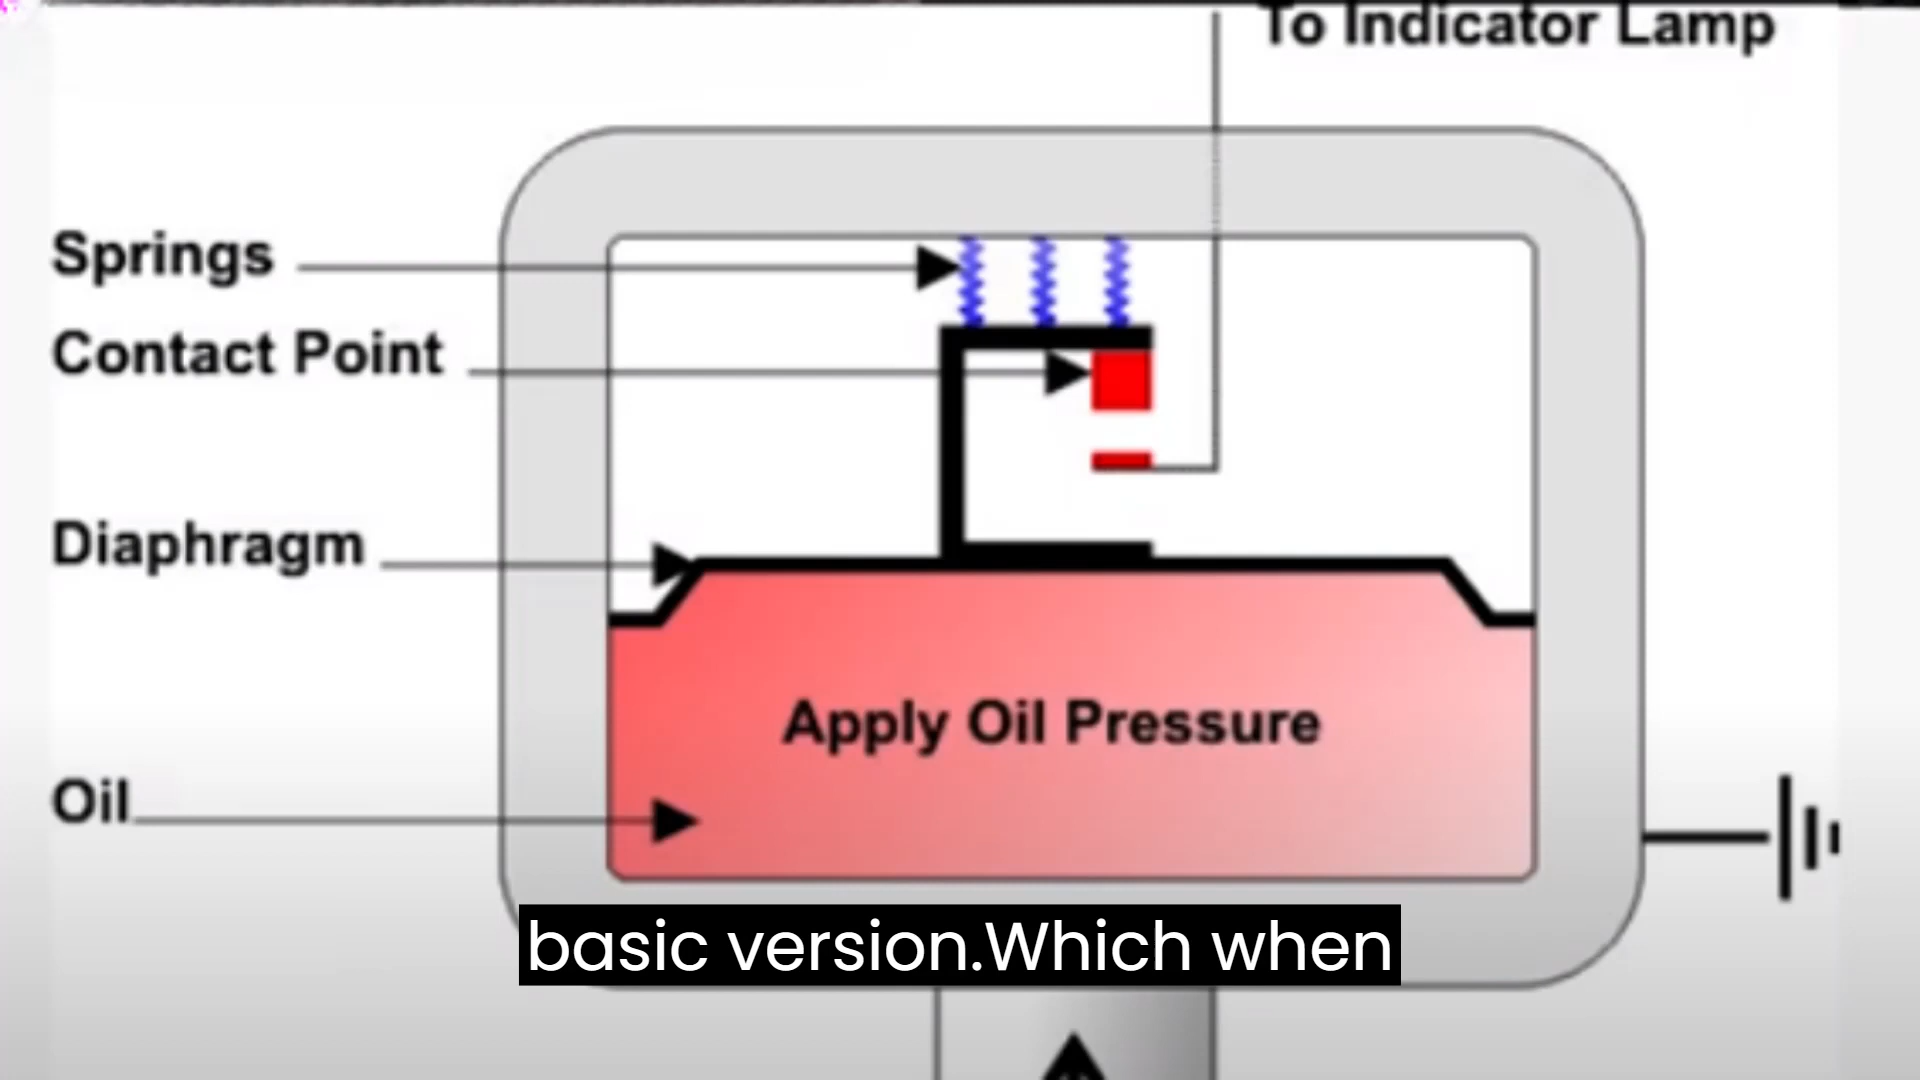 To Indicator Lamp
Springs
Contact Point
Diaphragm
Apply Oil Pressure
Oil
basic version.Which when